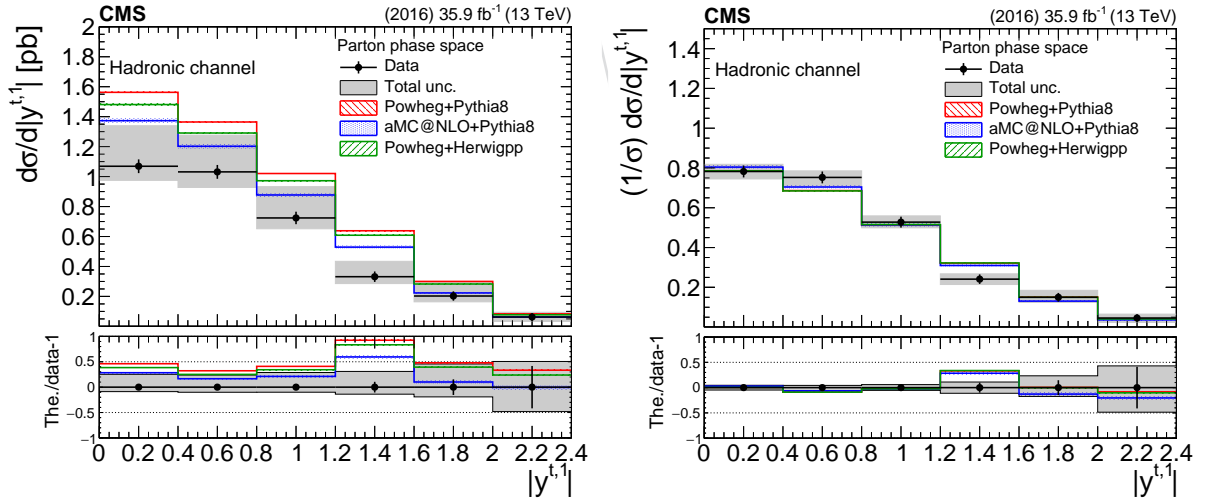 CMS (2016) 35.9 fb⁻¹ (13 TeV)
dσ/d|y^{t,1}| [pb]
2
1.8
1.6
1.4
1.2
1
0.8
0.6
0.4
0.2
Hadronic channel
Parton phase space
Data
Total unc.
Powheg+Pythia8
aMC@NLO+Pythia8
Powheg+Herwigpp
The./data-1
1
0.5
0
−0.5
−1
0 0.2 0.4 0.6 0.8 1 1.2 1.4 1.6 1.8 2 2.2 2.4
|y^{t,1}|
CMS (2016) 35.9 fb⁻¹ (13 TeV)
(1/σ) dσ/d|y^{t,1}|
1.4
1.2
1
0.8
0.6
0.4
0.2
Hadronic channel
Parton phase space
Data
Total unc.
Powheg+Pythia8
aMC@NLO+Pythia8
Powheg+Herwigpp
The./data-1
1
0.5
0
−0.5
−1
0 0.2 0.4 0.6 0.8 1 1.2 1.4 1.6 1.8 2 2.2 2.4
|y^{t,1}|